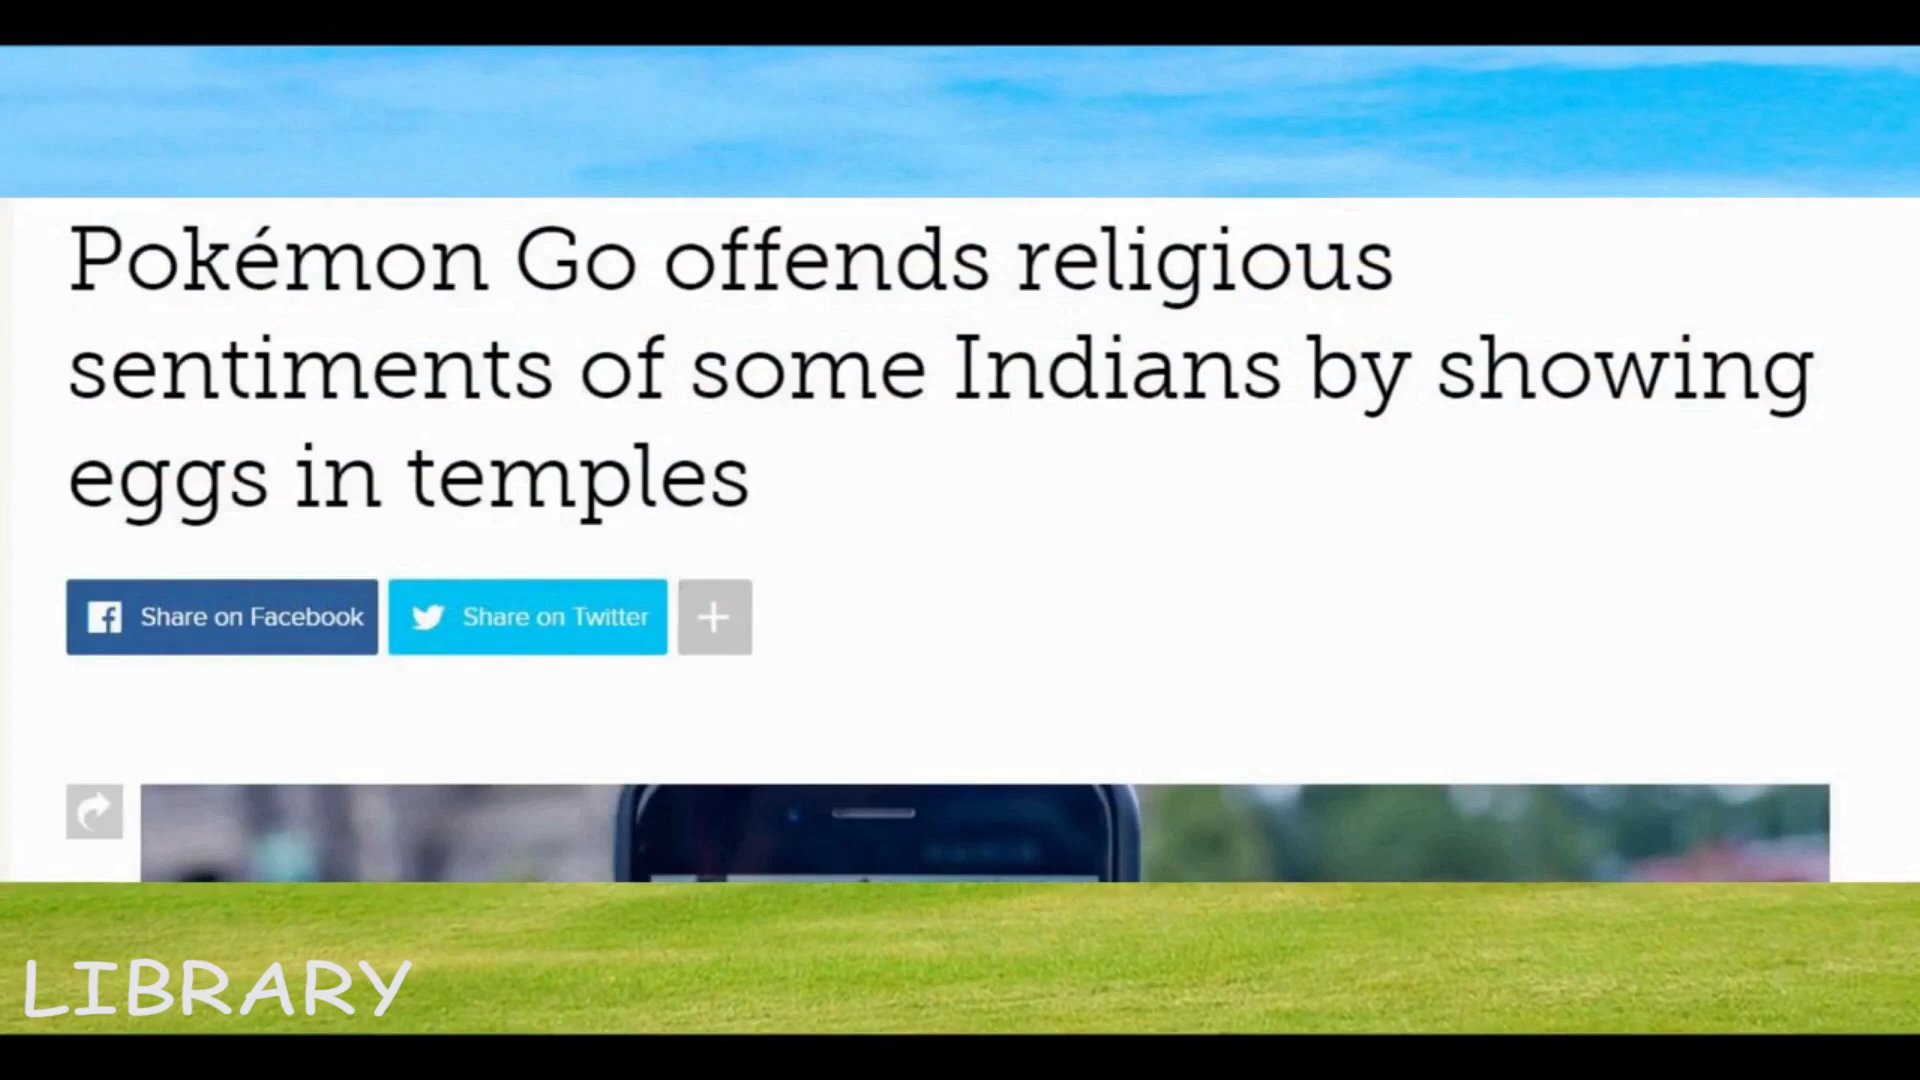 Pokémon Go offends religious
sentiments of some Indians by showing
eggs in temples
Share on Facebook
Share on Twitter
LIBRARY